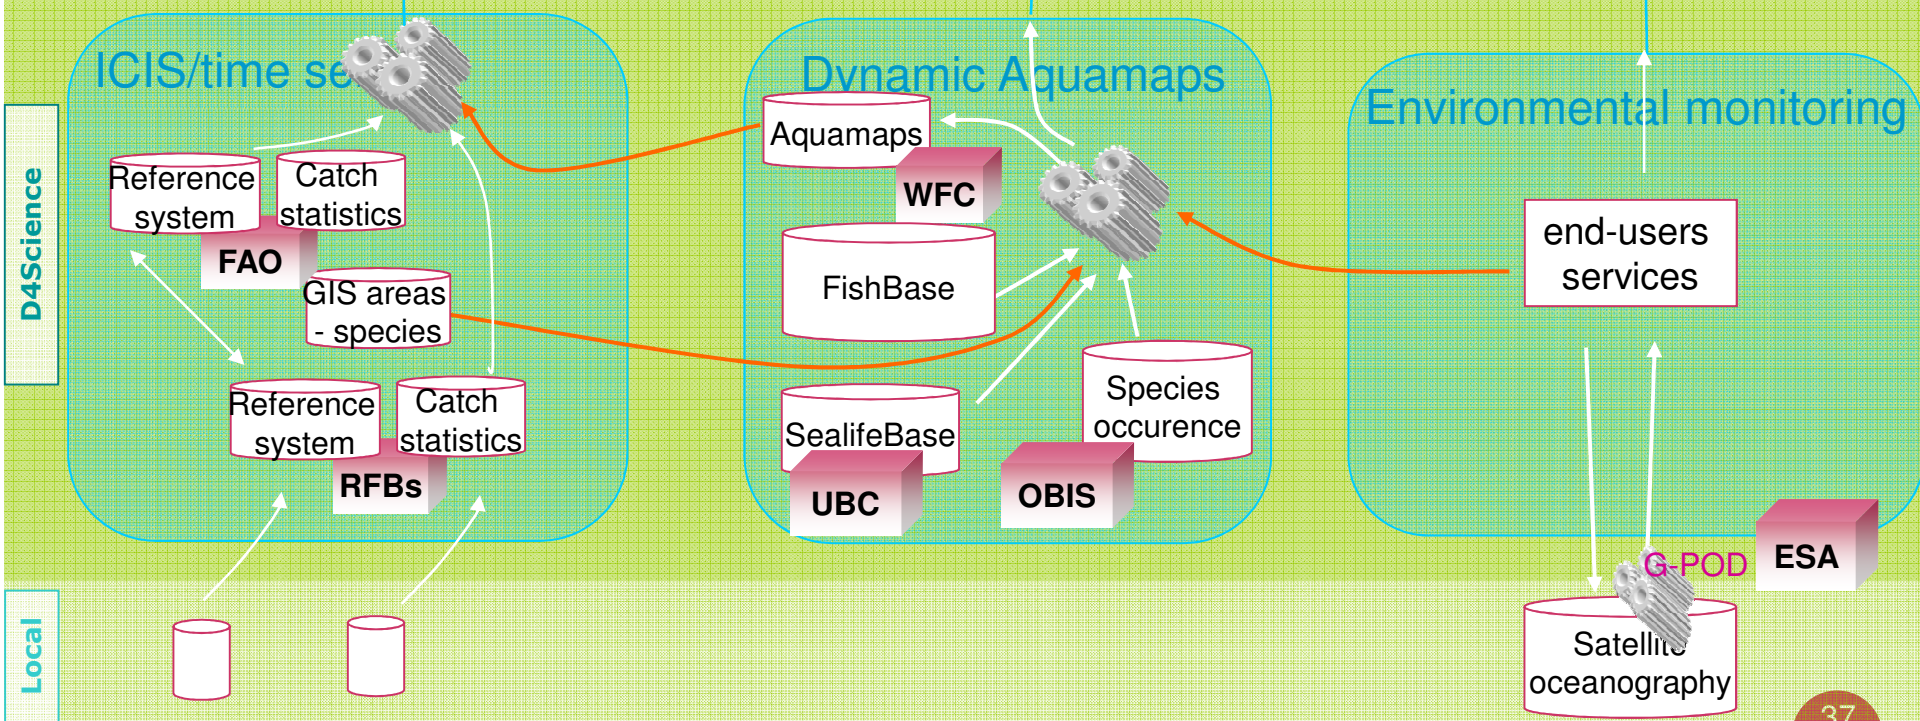 ICIS/time se
Dynamic Aquamaps
Environmental monitoring
D4Science
Reference
system
Catch
statistics
FAO
GIS areas
- species
Reference
system
Catch
statistics
RFBs
Aquamaps
WFC
FishBase
SealifeBase
UBC
Species
occurence
OBIS
end-users
services
G-POD
ESA
Satellite
oceanography
Local
37